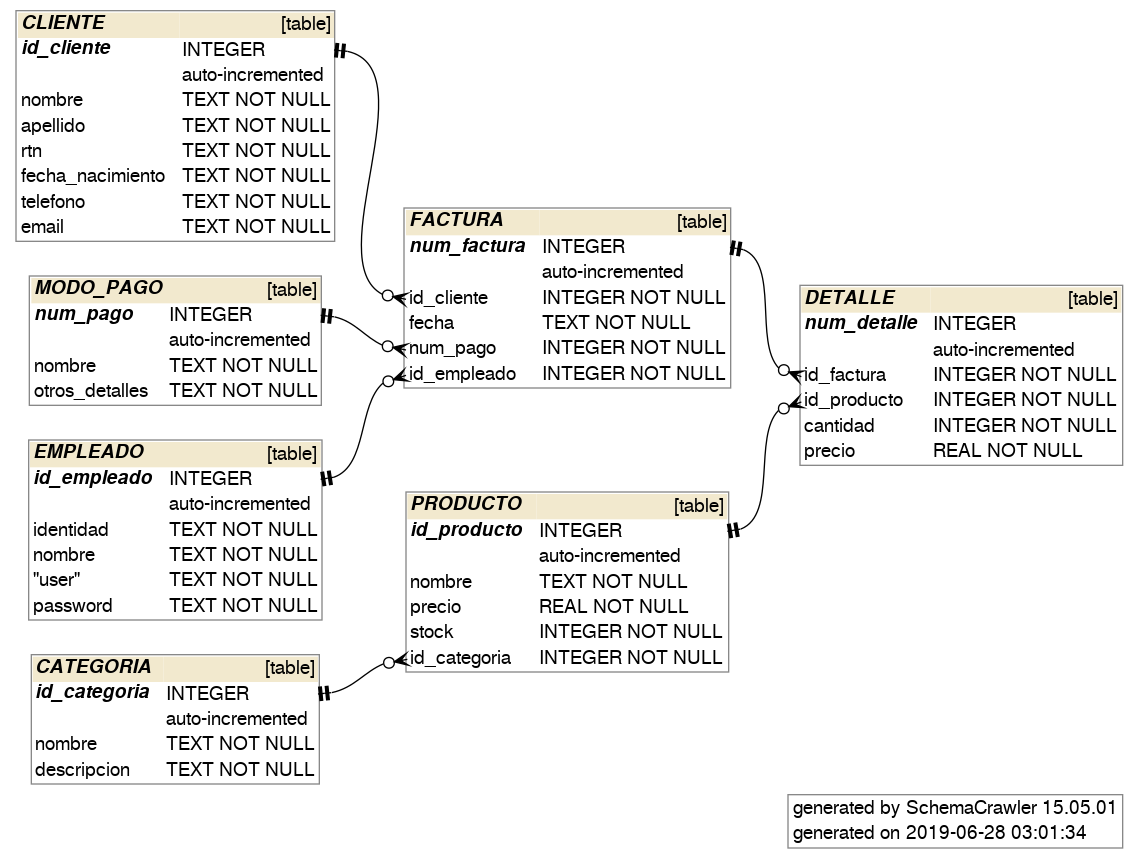 CLIENTE [table]
id_cliente INTEGER
auto-incremented
nombre TEXT NOT NULL
apellido TEXT NOT NULL
rtn TEXT NOT NULL
fecha_nacimiento TEXT NOT NULL
telefono TEXT NOT NULL
email TEXT NOT NULL
MODO_PAGO [table]
num_pago INTEGER
auto-incremented
nombre TEXT NOT NULL
otros_detalles TEXT NOT NULL
EMPLEADO [table]
id_empleado INTEGER
auto-incremented
identidad TEXT NOT NULL
nombre TEXT NOT NULL
"user" TEXT NOT NULL
password TEXT NOT NULL
CATEGORIA [table]
id_categoria INTEGER
auto-incremented
nombre TEXT NOT NULL
descripcion TEXT NOT NULL
FACTURA [table]
num_factura INTEGER
auto-incremented
id_cliente INTEGER NOT NULL
fecha TEXT NOT NULL
num_pago INTEGER NOT NULL
id_empleado INTEGER NOT NULL
PRODUCTO [table]
id_producto INTEGER
auto-incremented
nombre TEXT NOT NULL
precio REAL NOT NULL
stock INTEGER NOT NULL
id_categoria INTEGER NOT NULL
DETALLE [table]
num_detalle INTEGER
auto-incremented
id_factura INTEGER NOT NULL
id_producto INTEGER NOT NULL
cantidad INTEGER NOT NULL
precio REAL NOT NULL
generated by SchemaCrawler 15.05.01
generated on 2019-06-28 03:01:34